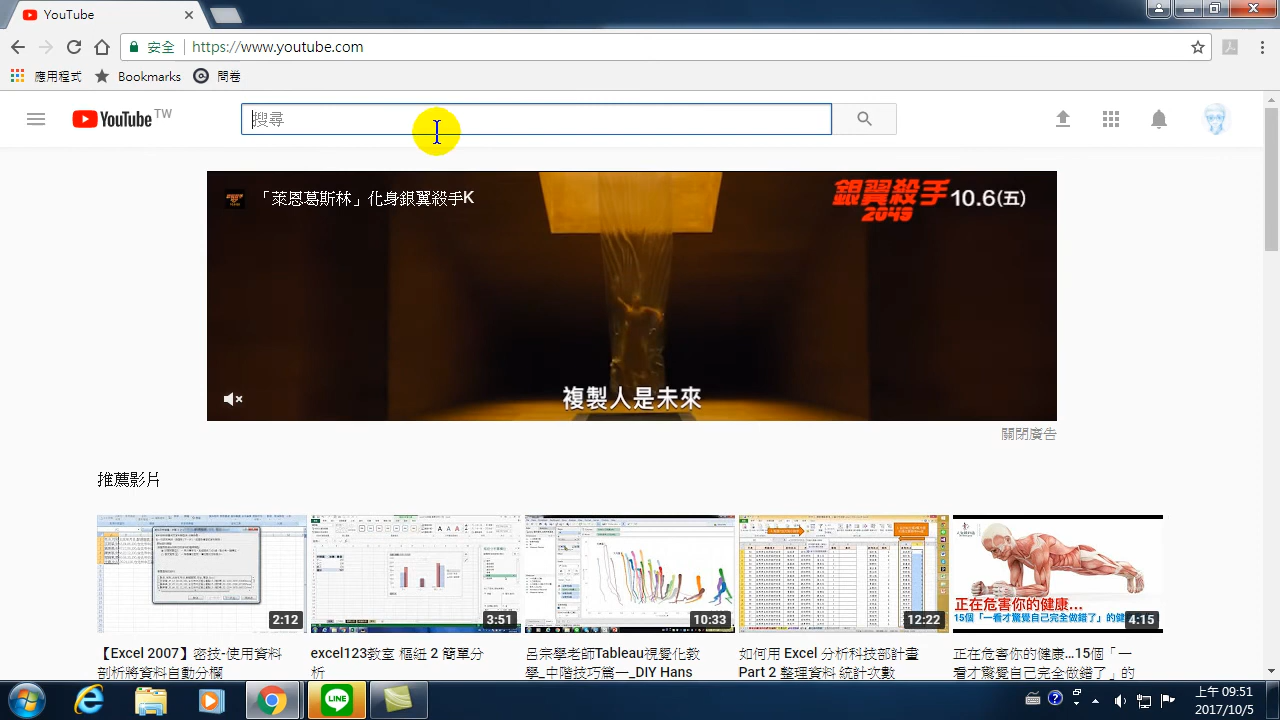 YouTube
安全
https://www.youtube.com
應用程式
Bookmarks
問卷
YouTube TW
搜尋
「萊恩葛斯林」化身銀翼殺手K
銀翼殺手
2049
10.6(五)
複製人是未來
關閉廣告
推薦影片
2:12
3:51
10:33
12:22
正在危害你的健康...
15個「一看才驚覺自己完全做錯了」的健
4:15
【Excel 2007】密技-使用資料
剖析將資料自動分欄
excel123教室 樞紐 2 簡單分
析
呂宗學老師Tableau視覺化教
學_中階技巧篇一_DIY Hans
如何用 Excel 分析科技部計畫
Part 2 整理資料 統計次數
正在危害你的健康...15個「一
看才驚覺自己完全做錯了」的
LINE
上午 09:51
2017/10/5